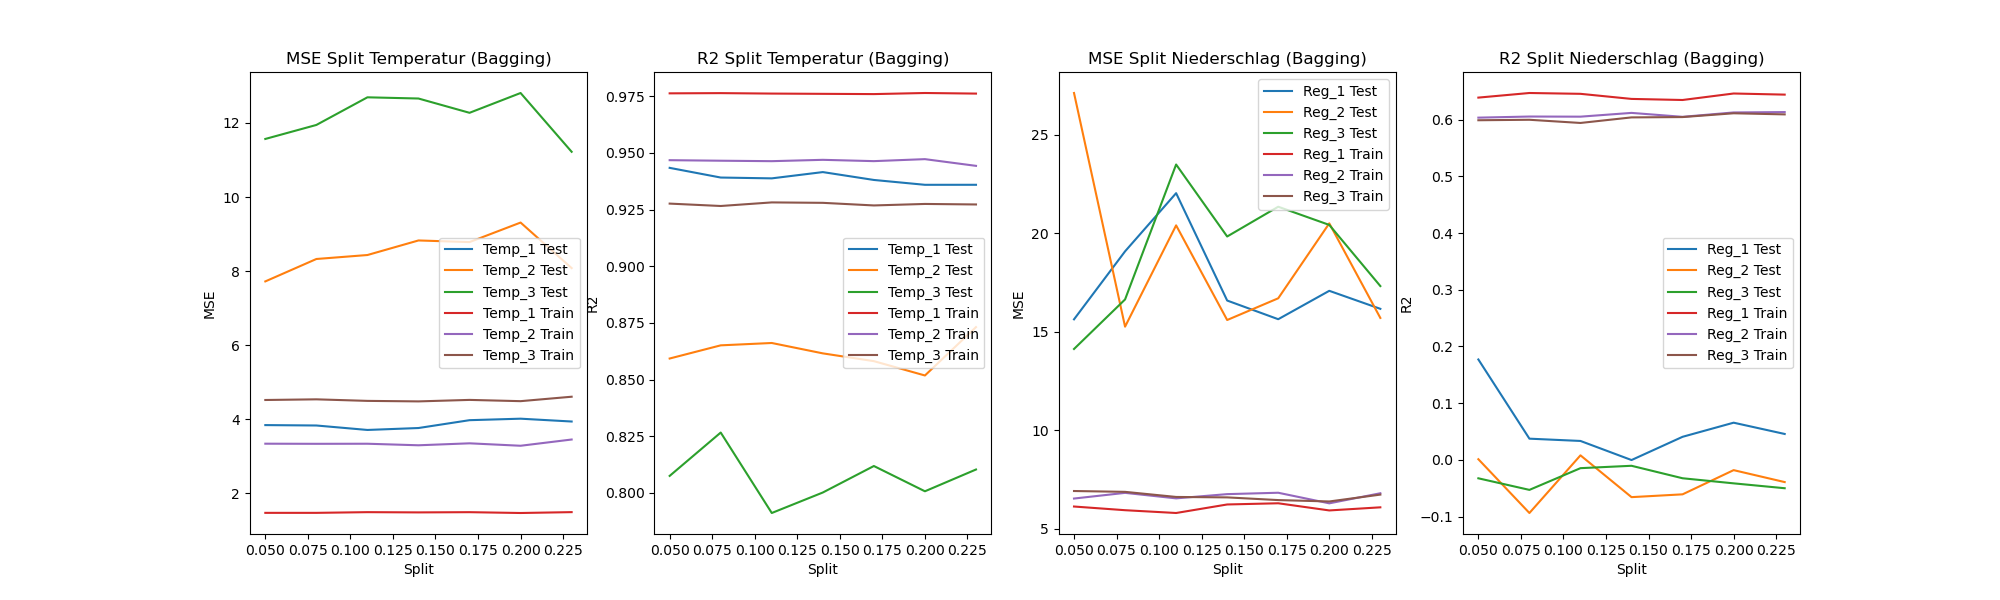 MSE Split Temperatur (Bagging)
MSE
12
10
8
6
4
2
0.050 0.075 0.100 0.125 0.150 0.175 0.200 0.225
Split
Temp_1 Test
Temp_2 Test
Temp_3 Test
Temp_1 Train
Temp_2 Train
Temp_3 Train
R2 Split Temperatur (Bagging)
R2
0.975
0.950
0.925
0.900
0.875
0.850
0.825
0.800
0.050 0.075 0.100 0.125 0.150 0.175 0.200 0.225
Split
Temp_1 Test
Temp_2 Test
Temp_3 Test
Temp_1 Train
Temp_2 Train
Temp_3 Train
MSE Split Niederschlag (Bagging)
MSE
25
20
15
10
5
0.050 0.075 0.100 0.125 0.150 0.175 0.200 0.225
Split
Reg_1 Test
Reg_2 Test
Reg_3 Test
Reg_1 Train
Reg_2 Train
Reg_3 Train
R2 Split Niederschlag (Bagging)
R2
0.6
0.5
0.4
0.3
0.2
0.1
0.0
−0.1
0.050 0.075 0.100 0.125 0.150 0.175 0.200 0.225
Split
Reg_1 Test
Reg_2 Test
Reg_3 Test
Reg_1 Train
Reg_2 Train
Reg_3 Train